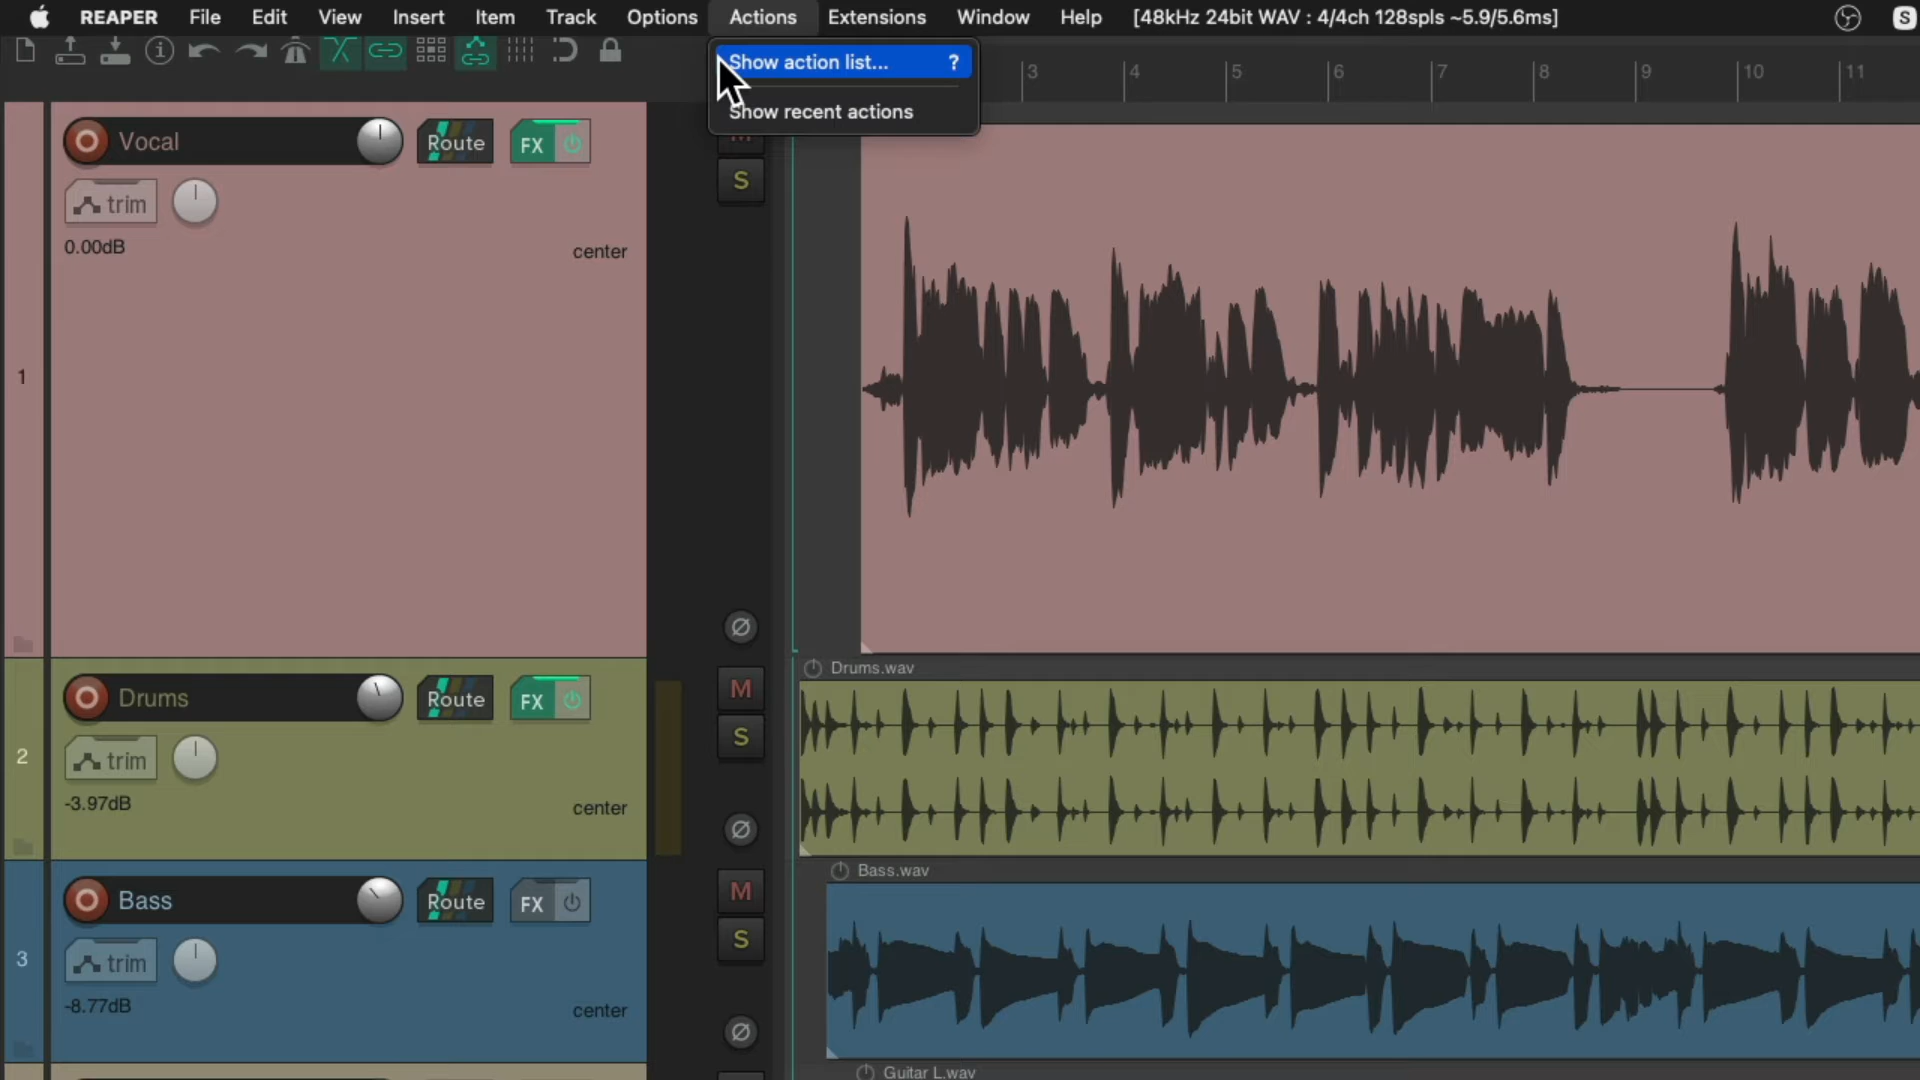 REAPER File Edit View Insert Item Track Options Actions Extensions Window Help [48kHz 24bit WAV : 4/4ch 128spls ~5.9/5.6ms] S
Show action list... ?
Show recent actions
3 4 5 6 7 8 9 10 11
1
Vocal Route FX
trim
0.00dB center
M
S
Ø
2
Drums Route FX
trim
-3.97dB center
M
S
Ø
Drums.wav
3
Bass Route FX
trim
-8.77dB center
M
S
Ø
Bass.wav
Guitar L.wav